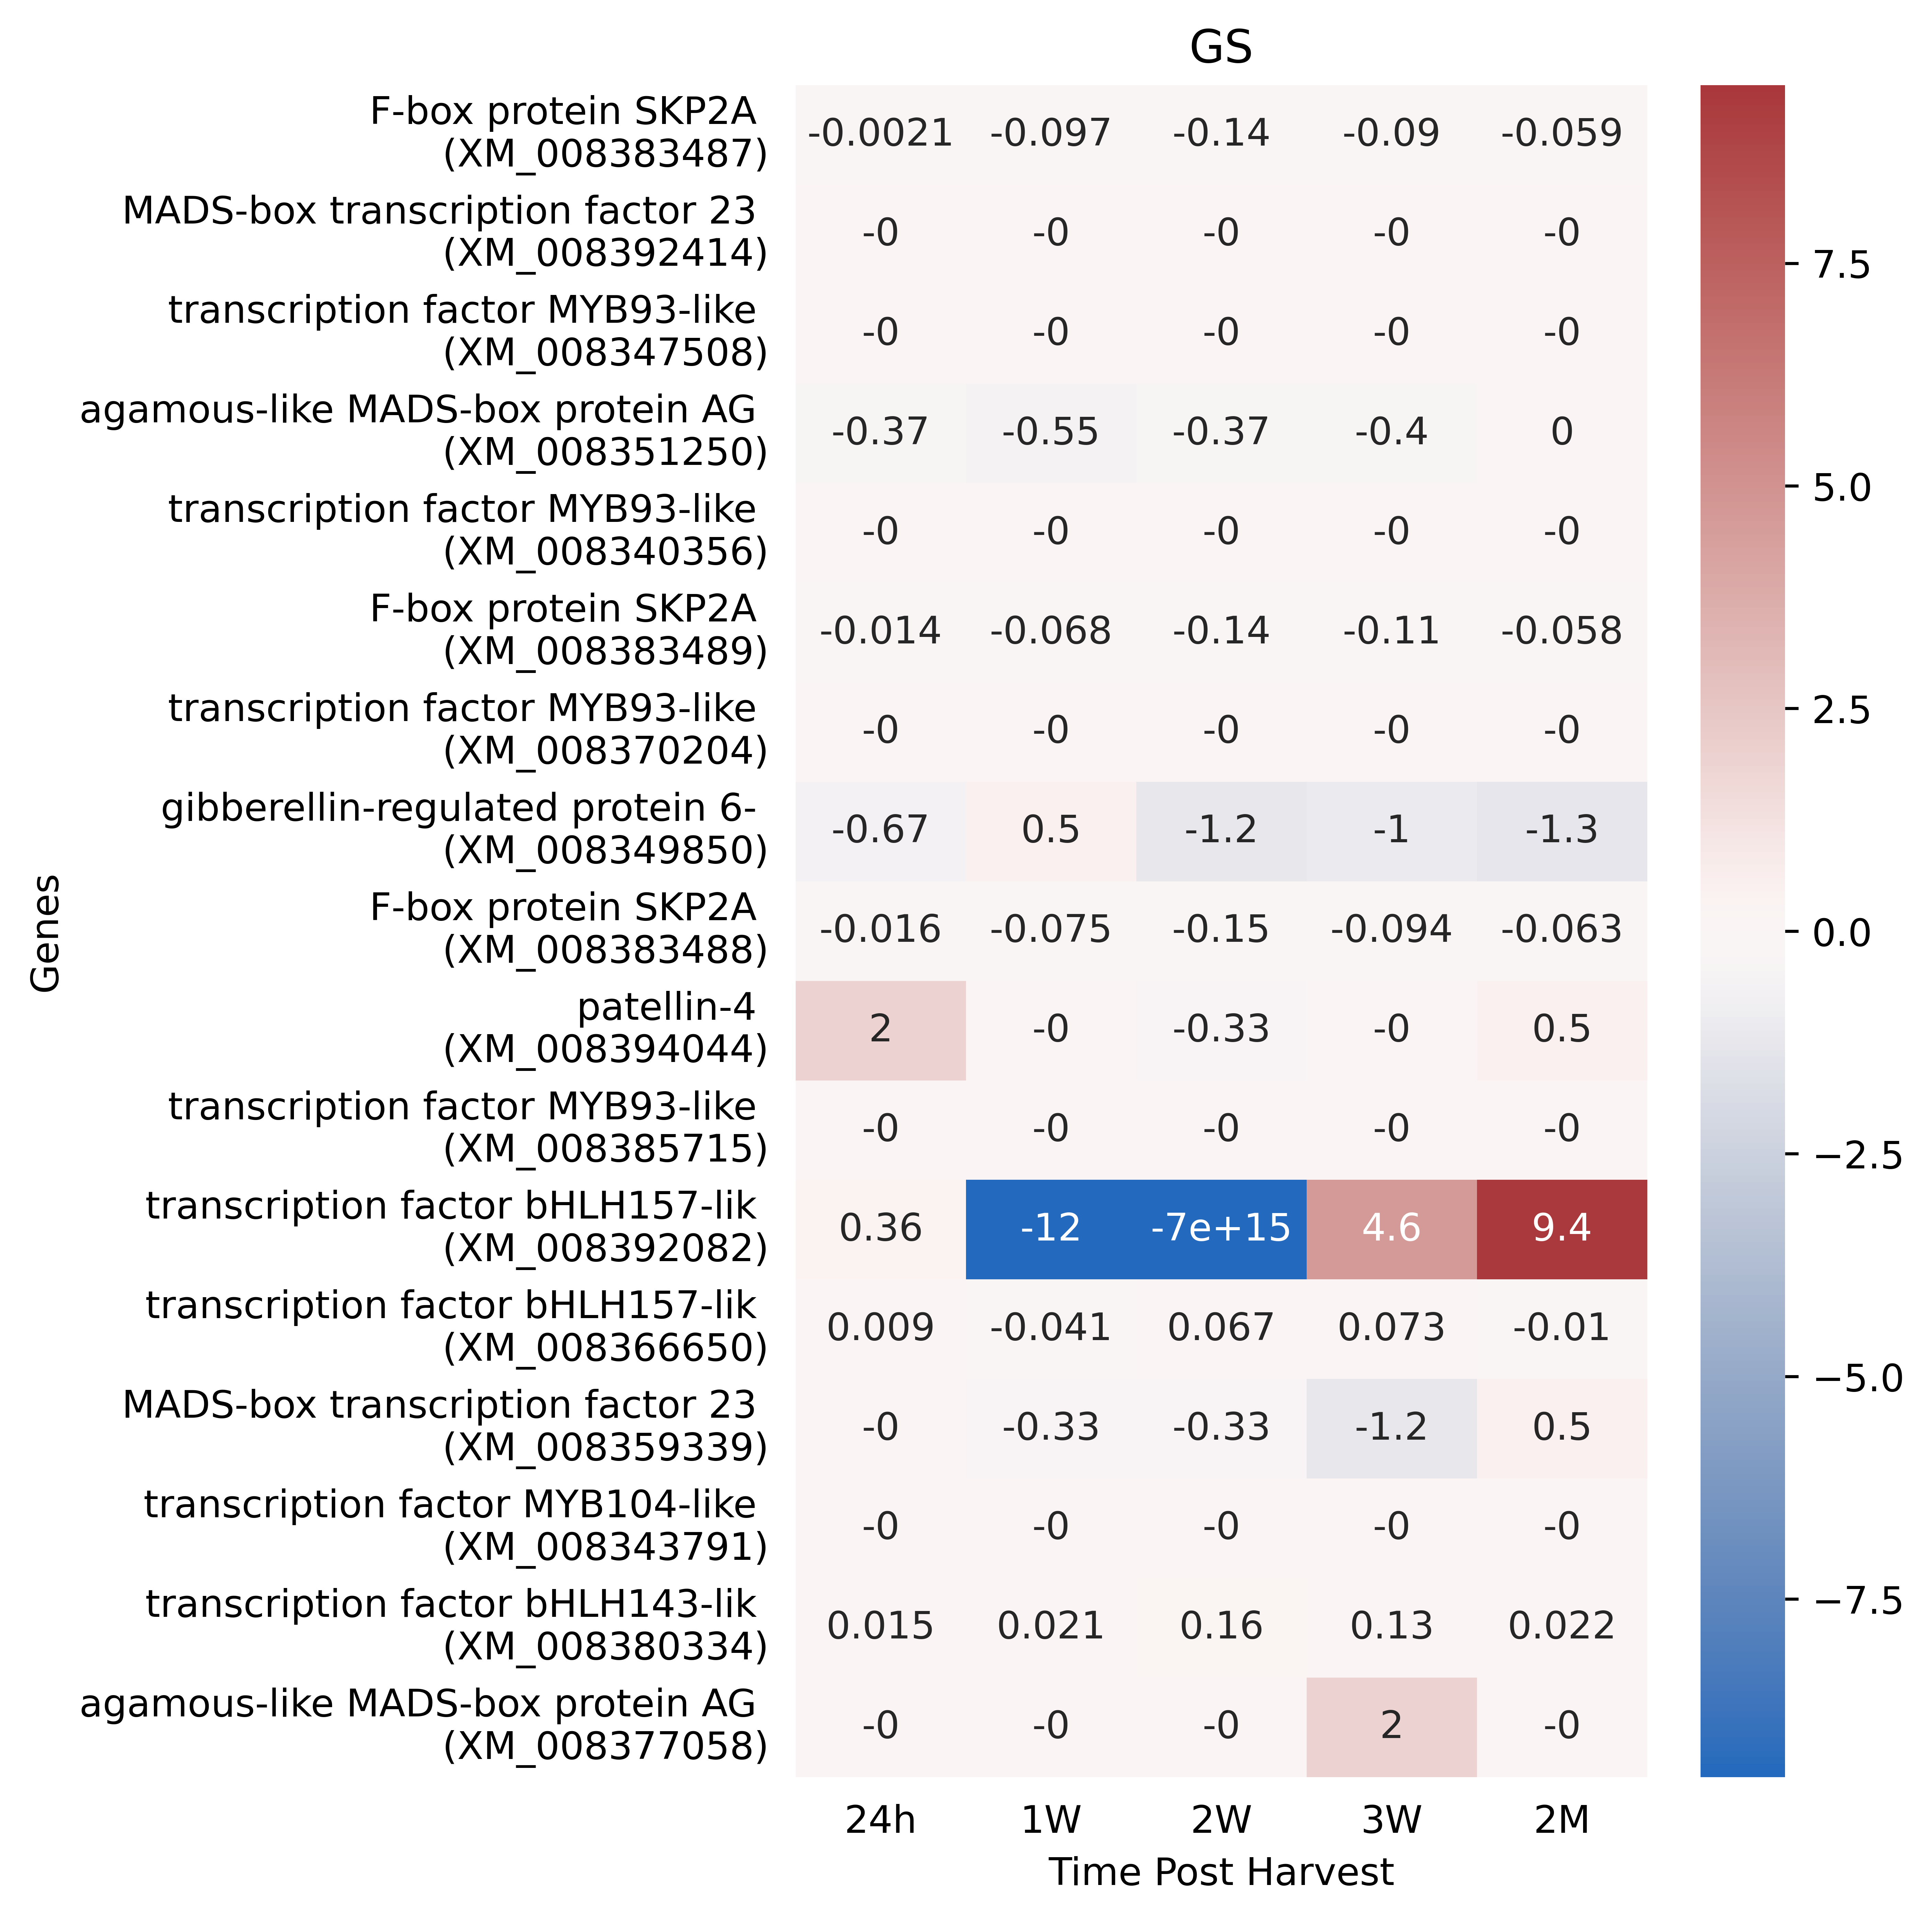 GS
F-box protein SKP2A
(XM_008383487)
-0.0021 -0.097 -0.14 -0.09 -0.059
MADS-box transcription factor 23
(XM_008392414)
-0 -0 -0 -0 -0
transcription factor MYB93-like
(XM_008347508)
-0 -0 -0 -0 -0
agamous-like MADS-box protein AG
(XM_008351250)
-0.37 -0.55 -0.37 -0.4 0
transcription factor MYB93-like
(XM_008340356)
-0 -0 -0 -0 -0
F-box protein SKP2A
(XM_008383489)
-0.014 -0.068 -0.14 -0.11 -0.058
transcription factor MYB93-like
(XM_008370204)
-0 -0 -0 -0 -0
gibberellin-regulated protein 6-
(XM_008349850)
-0.67 0.5 -1.2 -1 -1.3
F-box protein SKP2A
(XM_008383488)
-0.016 -0.075 -0.15 -0.094 -0.063
patellin-4
(XM_008394044)
2 -0 -0.33 -0 0.5
transcription factor MYB93-like
(XM_008385715)
-0 -0 -0 -0 -0
transcription factor bHLH157-lik
(XM_008392082)
0.36 -12 -7e+15 4.6 9.4
transcription factor bHLH157-lik
(XM_008366650)
0.009 -0.041 0.067 0.073 -0.01
MADS-box transcription factor 23
(XM_008359339)
-0 -0.33 -0.33 -1.2 0.5
transcription factor MYB104-like
(XM_008343791)
-0 -0 -0 -0 -0
transcription factor bHLH143-lik
(XM_008380334)
0.015 0.021 0.16 0.13 0.022
agamous-like MADS-box protein AG
(XM_008377058)
-0 -0 -0 2 -0
24h 1W 2W 3W 2M
Time Post Harvest
Genes
7.5
5.0
2.5
0.0
−2.5
−5.0
−7.5